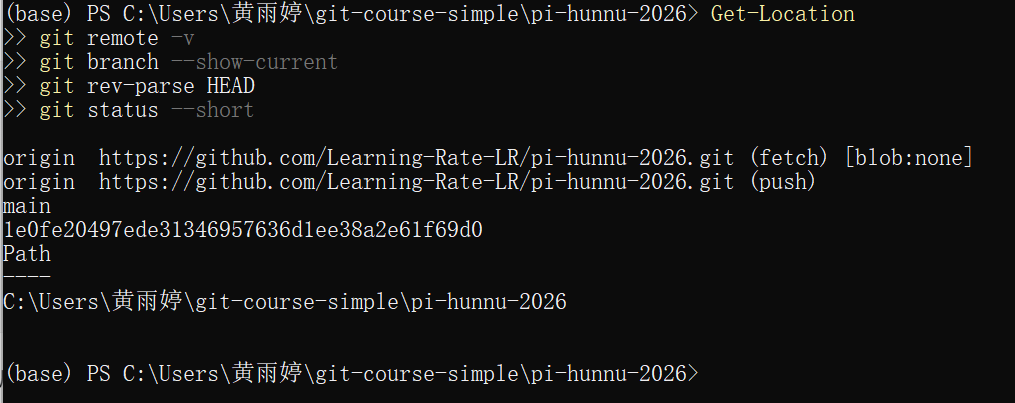 (base) PS C:\Users\黄雨婷\git-course-simple\pi-hunnu-2026> Get-Location
>> git remote -v
>> git branch --show-current
>> git rev-parse HEAD
>> git status --short
origin  https://github.com/Learning-Rate-LR/pi-hunnu-2026.git (fetch) [blob:none]
origin  https://github.com/Learning-Rate-LR/pi-hunnu-2026.git (push)
main
1e0fe20497ede31346957636d1ee38a2e61f69d0
Path
----
C:\Users\黄雨婷\git-course-simple\pi-hunnu-2026
(base) PS C:\Users\黄雨婷\git-course-simple\pi-hunnu-2026>